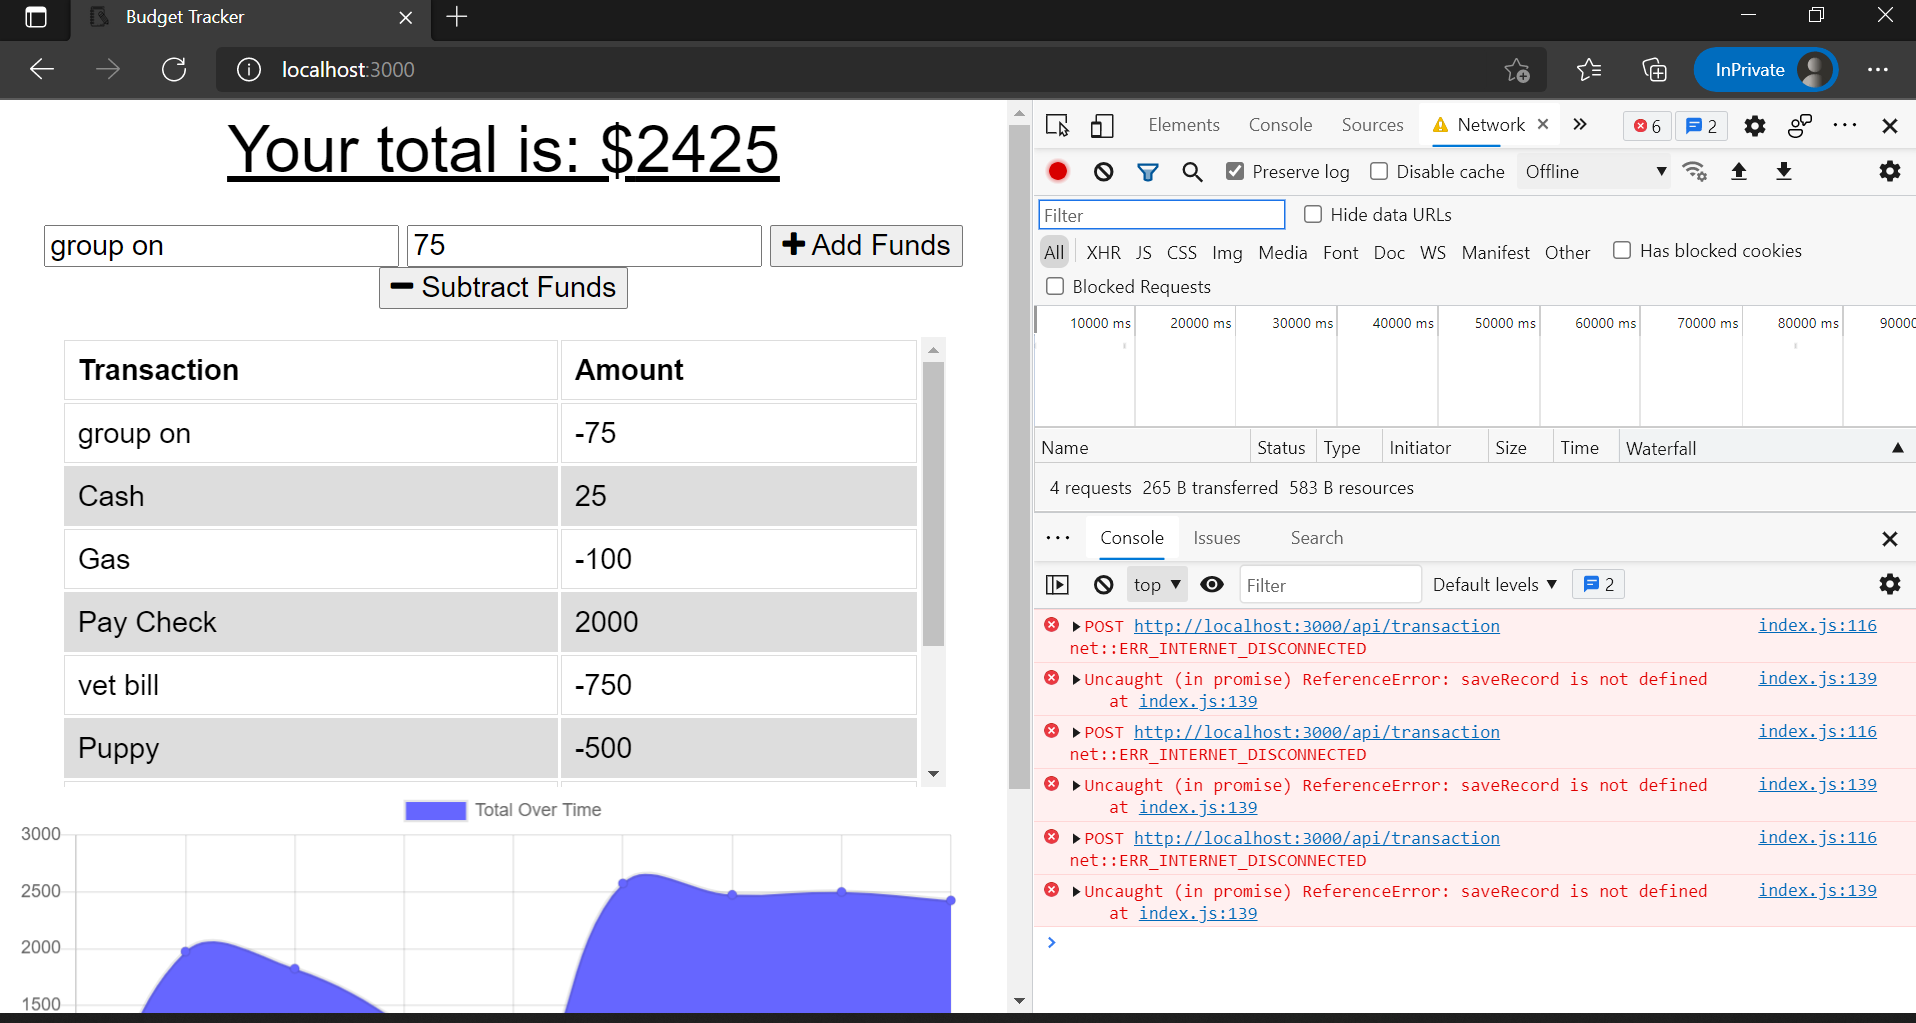 Budget Tracker
localhost:3000
InPrivate
Your total is: $2425
group on 75 Add Funds
Subtract Funds
Transaction Amount
group on -75
Cash 25
Gas -100
Pay Check 2000
vet bill -750
Puppy -500
Total Over Time
3000
2500
2000
1500
Elements Console Sources Network 6 2
Preserve log Disable cache Offline
Filter Hide data URLs
All XHR JS CSS Img Media Font Doc WS Manifest Other Has blocked cookies
Blocked Requests
10000 ms 20000 ms 30000 ms 40000 ms 50000 ms 60000 ms 70000 ms 80000 ms 90000
Name Status Type Initiator Size Time Waterfall
4 requests 265 B transferred 583 B resources
Console Issues Search
top Filter Default levels 2
POST http://localhost:3000/api/transaction index.js:116
net::ERR_INTERNET_DISCONNECTED
Uncaught (in promise) ReferenceError: saveRecord is not defined index.js:139
at index.js:139
POST http://localhost:3000/api/transaction index.js:116
net::ERR_INTERNET_DISCONNECTED
Uncaught (in promise) ReferenceError: saveRecord is not defined index.js:139
at index.js:139
POST http://localhost:3000/api/transaction index.js:116
net::ERR_INTERNET_DISCONNECTED
Uncaught (in promise) ReferenceError: saveRecord is not defined index.js:139
at index.js:139